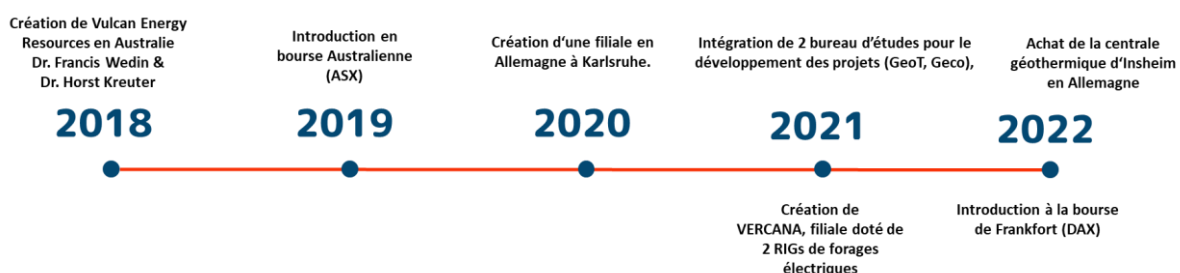 Création de Vulcan Energy
Resources en Australie
Dr. Francis Wedin &
Dr. Horst Kreuter
2018
Introduction en
bourse Australienne
(ASX)
2019
Création d'une filiale en
Allemagne à Karlsruhe.
2020
Intégration de 2 bureau d'études pour le
développement des projets (GeoT, Geco),
2021
Création de
VERCANA, filiale doté de
2 RIGs de forages
électriques
Achat de la centrale
géothermique d'Insheim
en Allemagne
2022
Introduction à la bourse
de Frankfort (DAX)